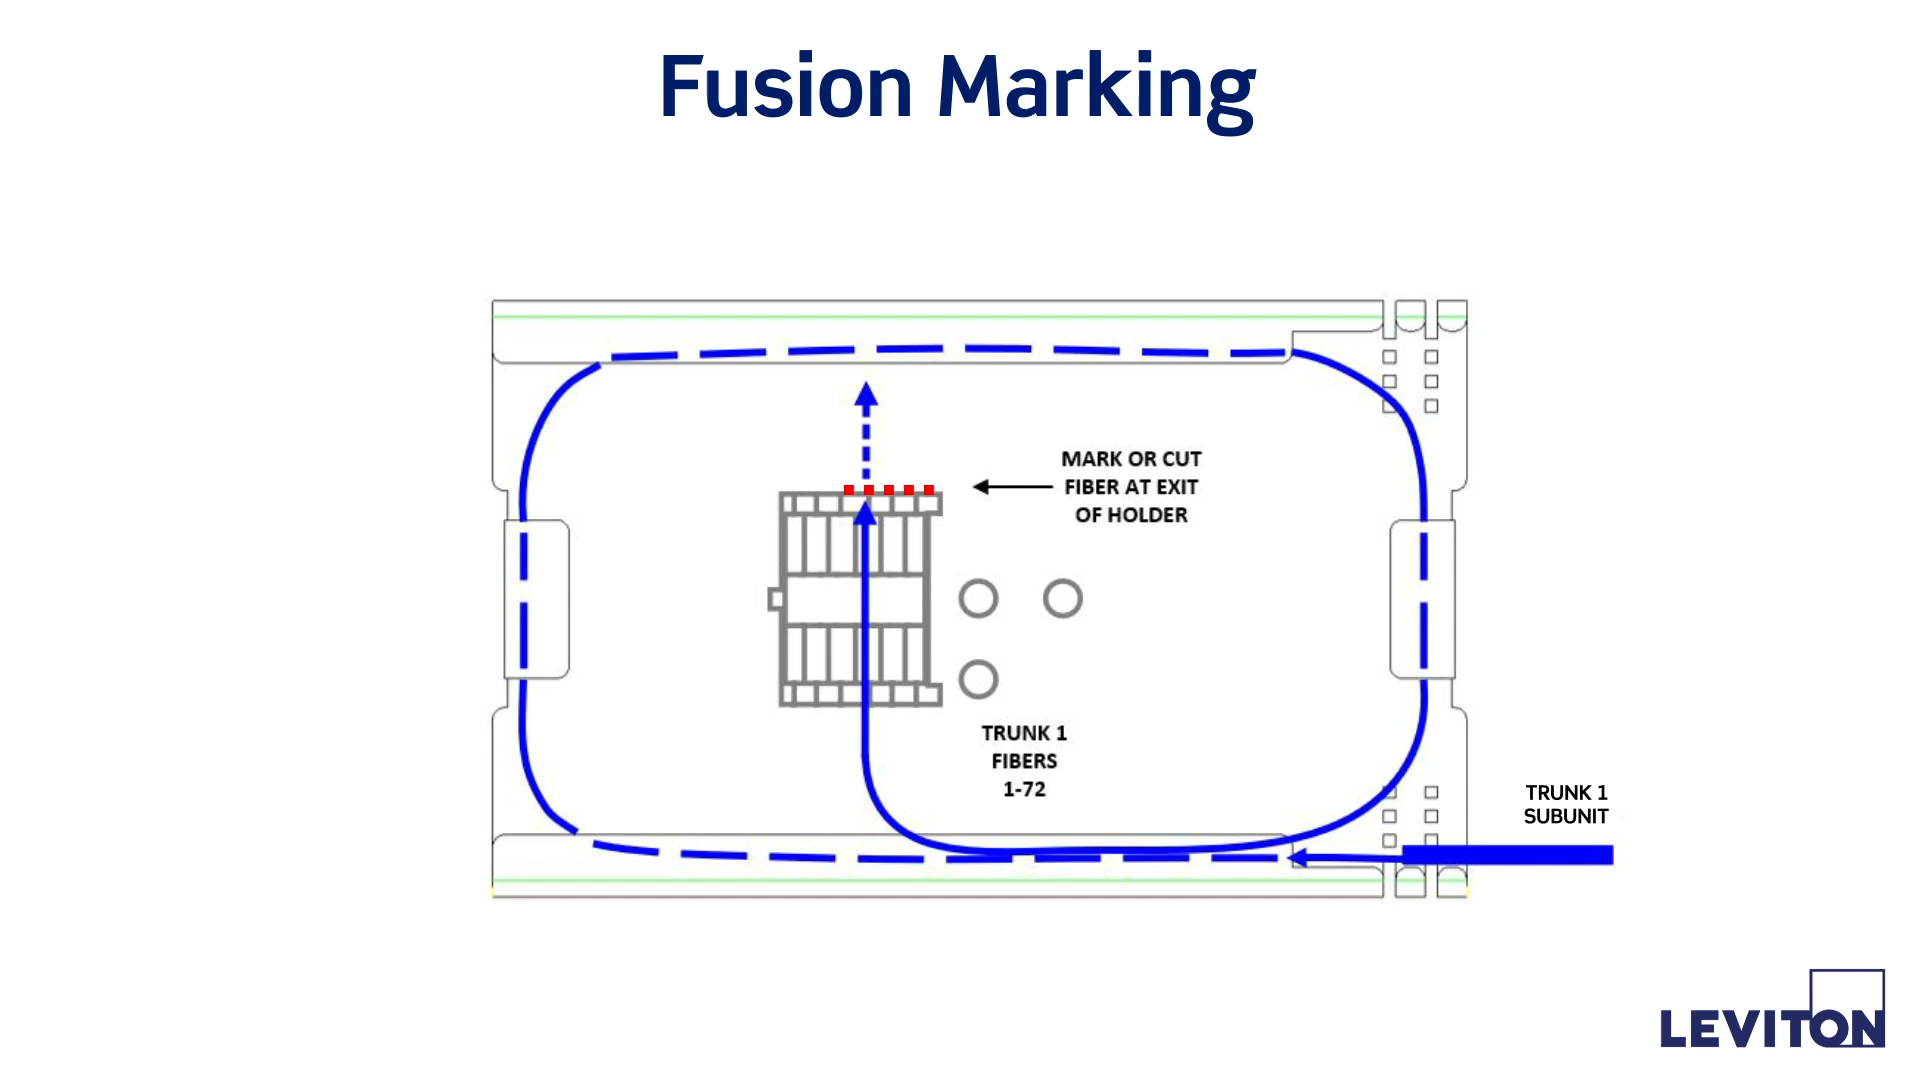 Fusion Marking
MARK OR CUT
FIBER AT EXIT
OF HOLDER
TRUNK 1
FIBERS
1-72
TRUNK 1
SUBUNIT
LEVITON